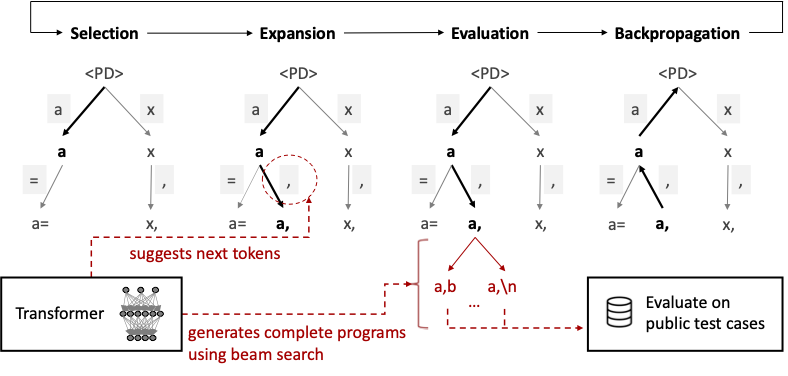 Selection Expansion Evaluation Backpropagation
<PD> <PD> <PD> <PD>
a x a x a x a x
a x a x a x a x
= , = , , = , , = , ,
a= x, a= a, x, a= a, x, a= a, x,
suggests next tokens
Transformer
generates complete programs
using beam search
a,b ... a,\n
Evaluate on
public test cases